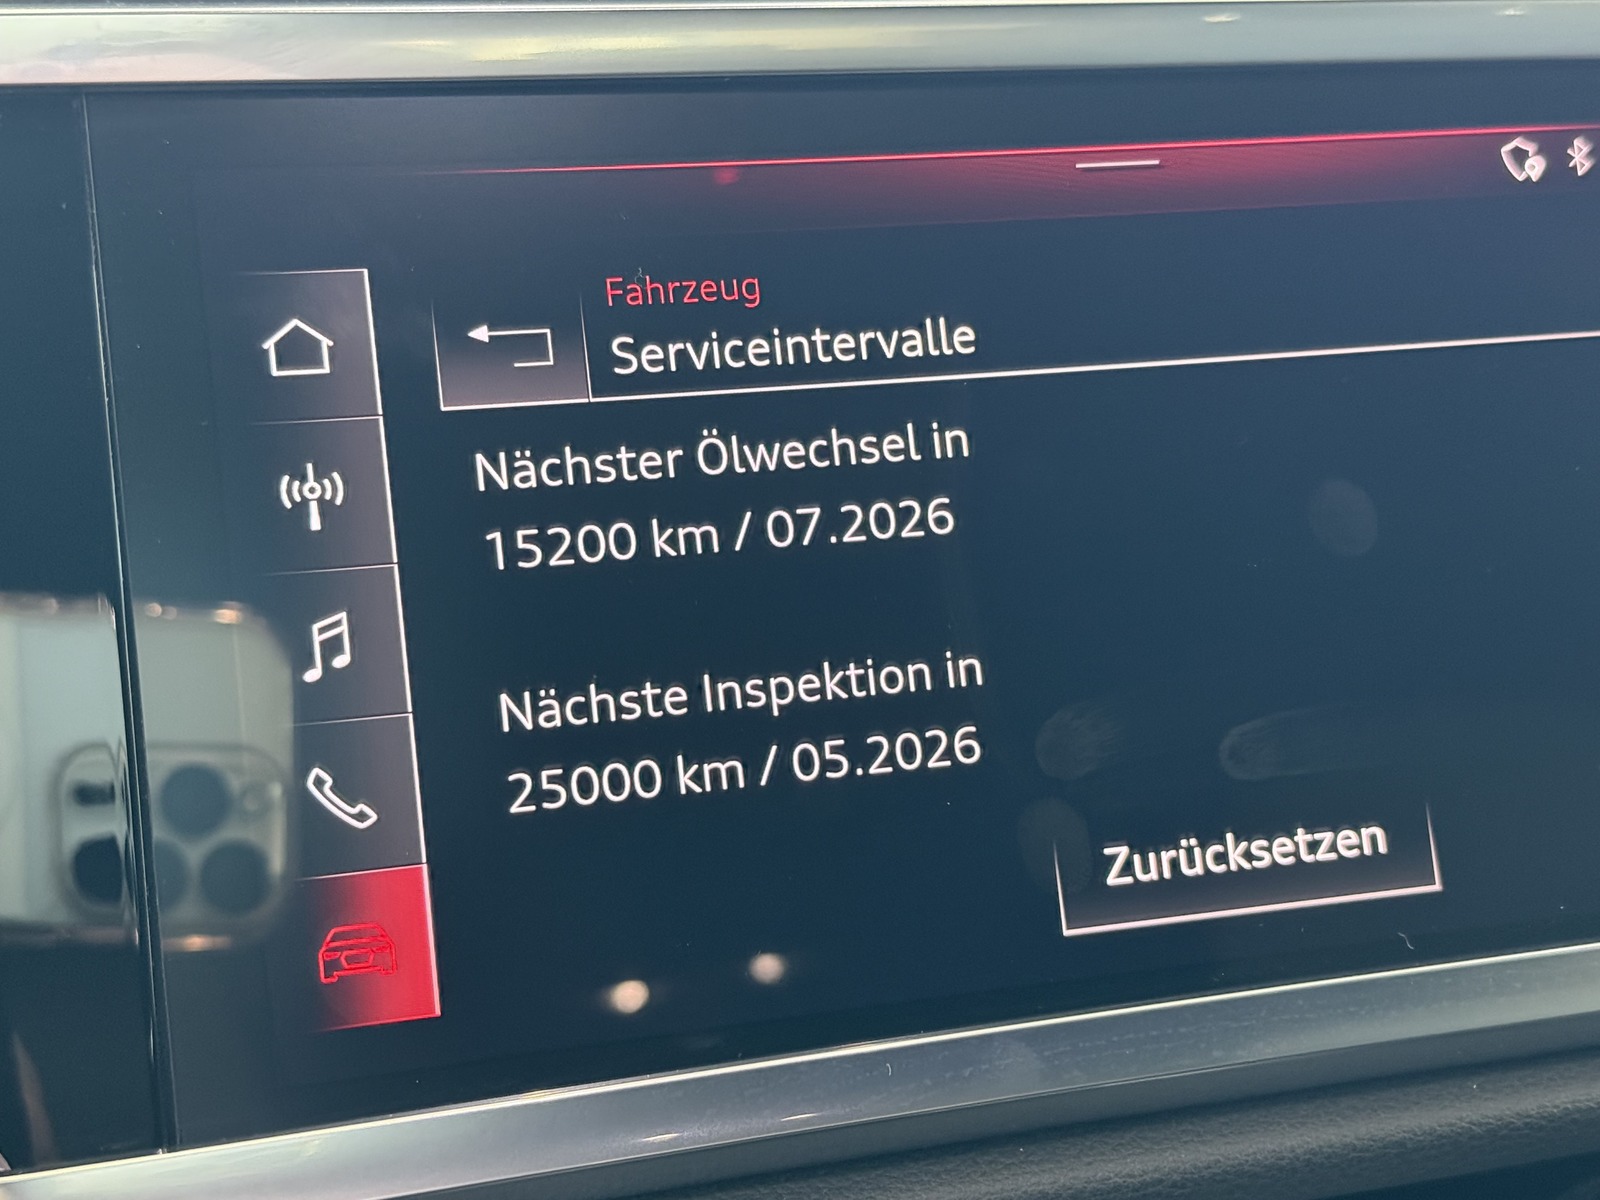 Fahrzeug
Serviceintervalle
Nächster Ölwechsel in
15200 km / 07.2026
Nächste Inspektion in
25000 km / 05.2026
Zurücksetzen